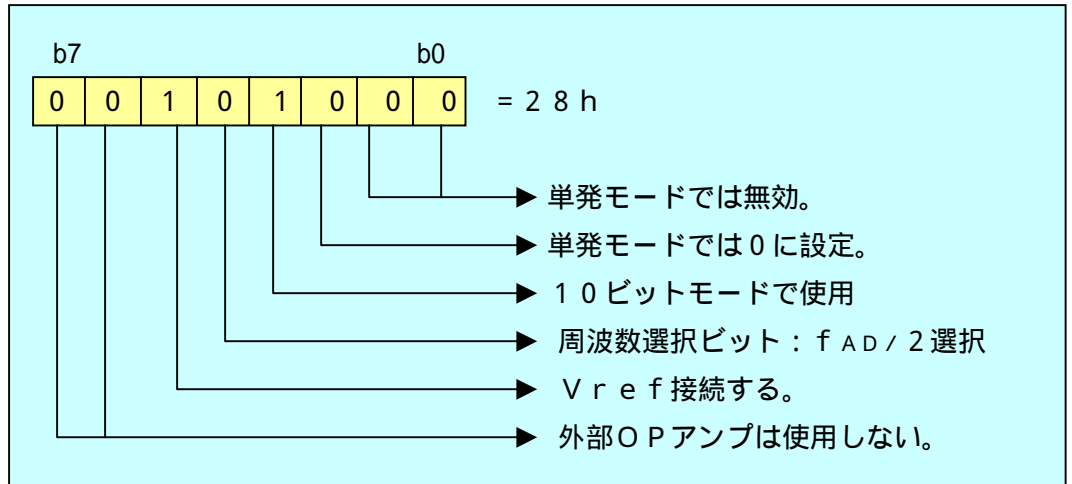 b7 b0
0 0 1 0 1 0 0 0 =28h
単発モードでは無効。
単発モードでは0に設定。
10ビットモードで使用
周波数選択ビット:fAD/2選択
Vref接続する。
外部OPアンプは使用しない。